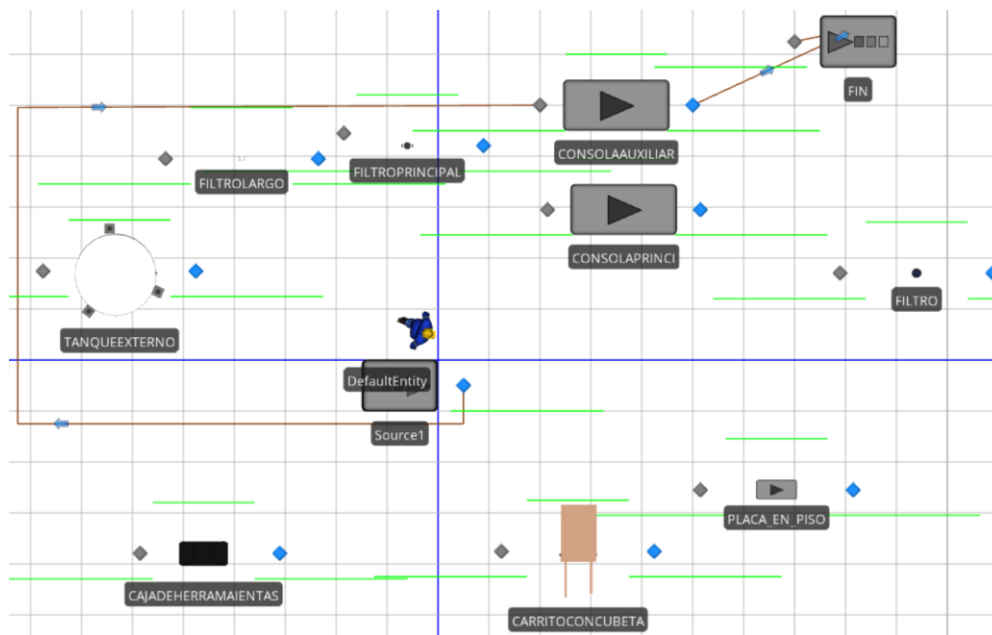 FIN
CONSOLAAUXILIAR
FILTROPRINCIPAL
FILTROLARGO
CONSOLAPRINCI
FILTRO
TANQUEEXTERNO
DefaultEntity
Source1
PLACA_EN_PISO
CAJADEHERRAMAIENTAS
CARRITOCONCUBETA